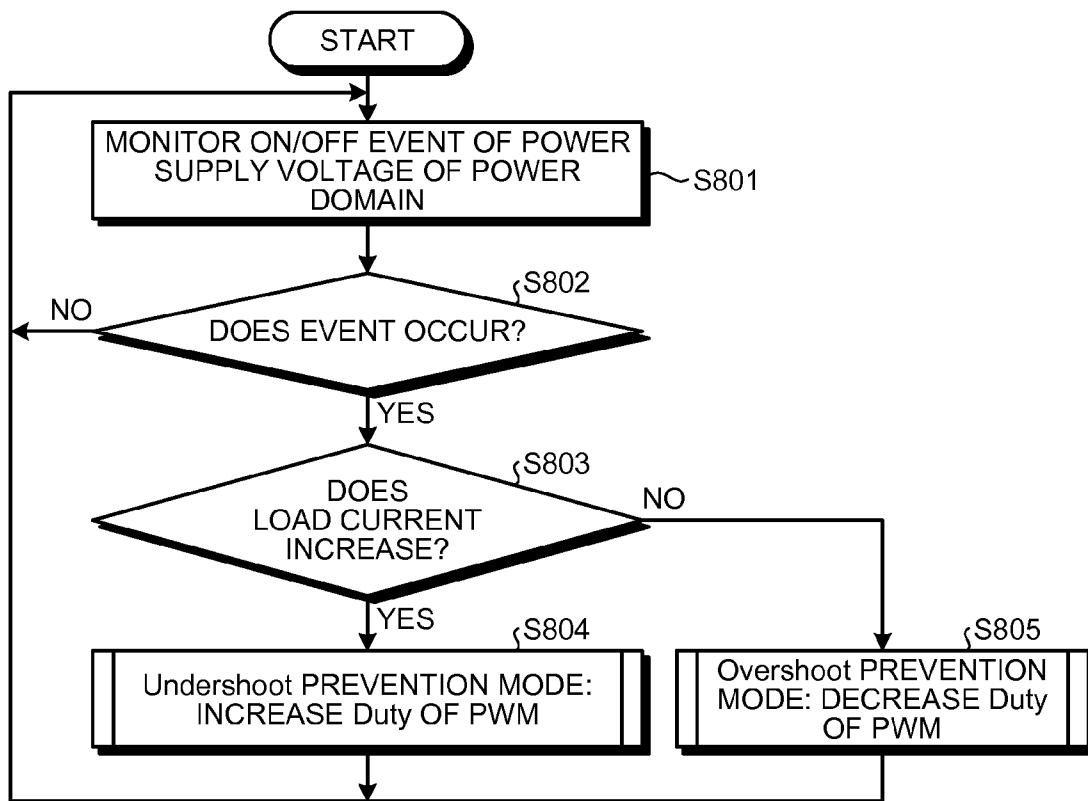 START
MONITOR ON/OFF EVENT OF POWER
SUPPLY VOLTAGE OF POWER
DOMAIN
S801
S802
NO
DOES EVENT OCCUR?
YES
S803
DOES
LOAD CURRENT
INCREASE?
NO
YES
S804
Undershoot PREVENTION MODE:
INCREASE Duty OF PWM
S805
Overshoot PREVENTION
MODE: DECREASE Duty
OF PWM